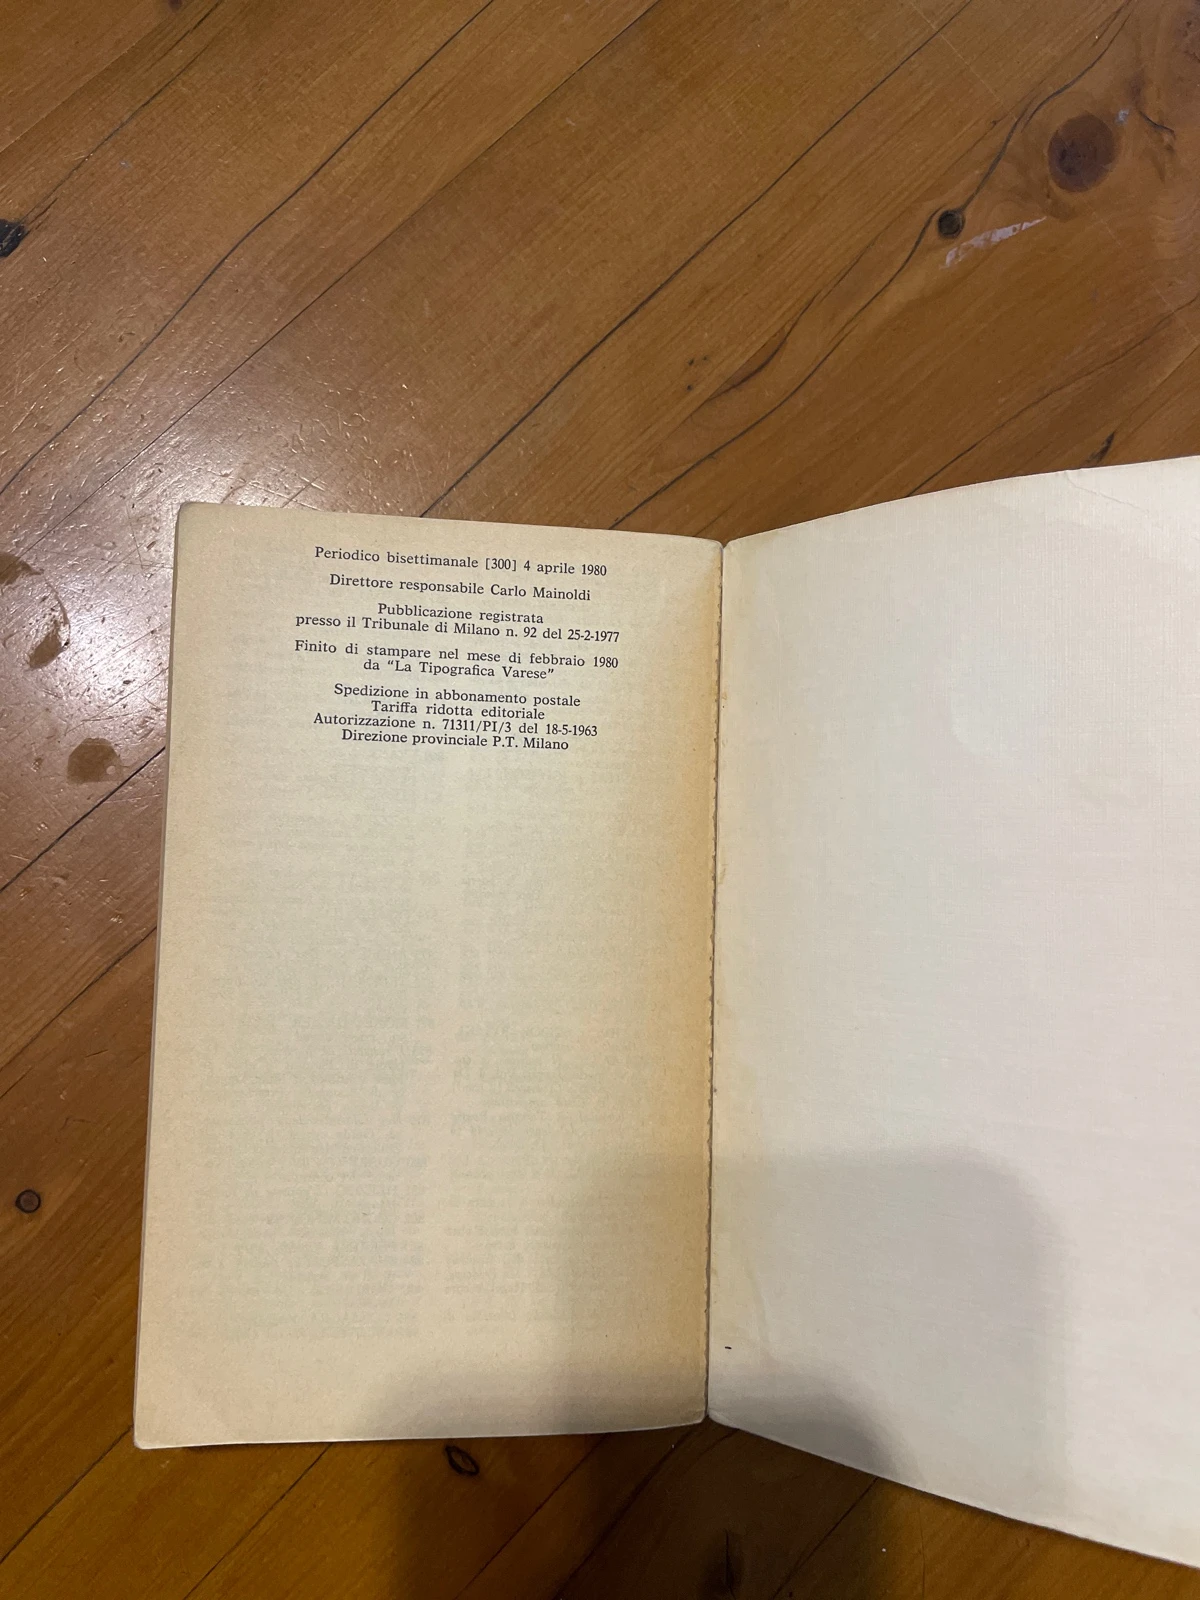 Periodico bisettimanale [300] 4 aprile 1980
Direttore responsabile Carlo Mainoldi
Pubblicazione registrata
presso il Tribunale di Milano n. 92 del 25-2-1977
Finito di stampare nel mese di febbraio 1980
da “La Tipografica Varese”
Spedizione in abbonamento postale
Tariffa ridotta editoriale
Autorizzazione n. 71311/PI/3 del 18-5-1963
Direzione provinciale P.T. Milano